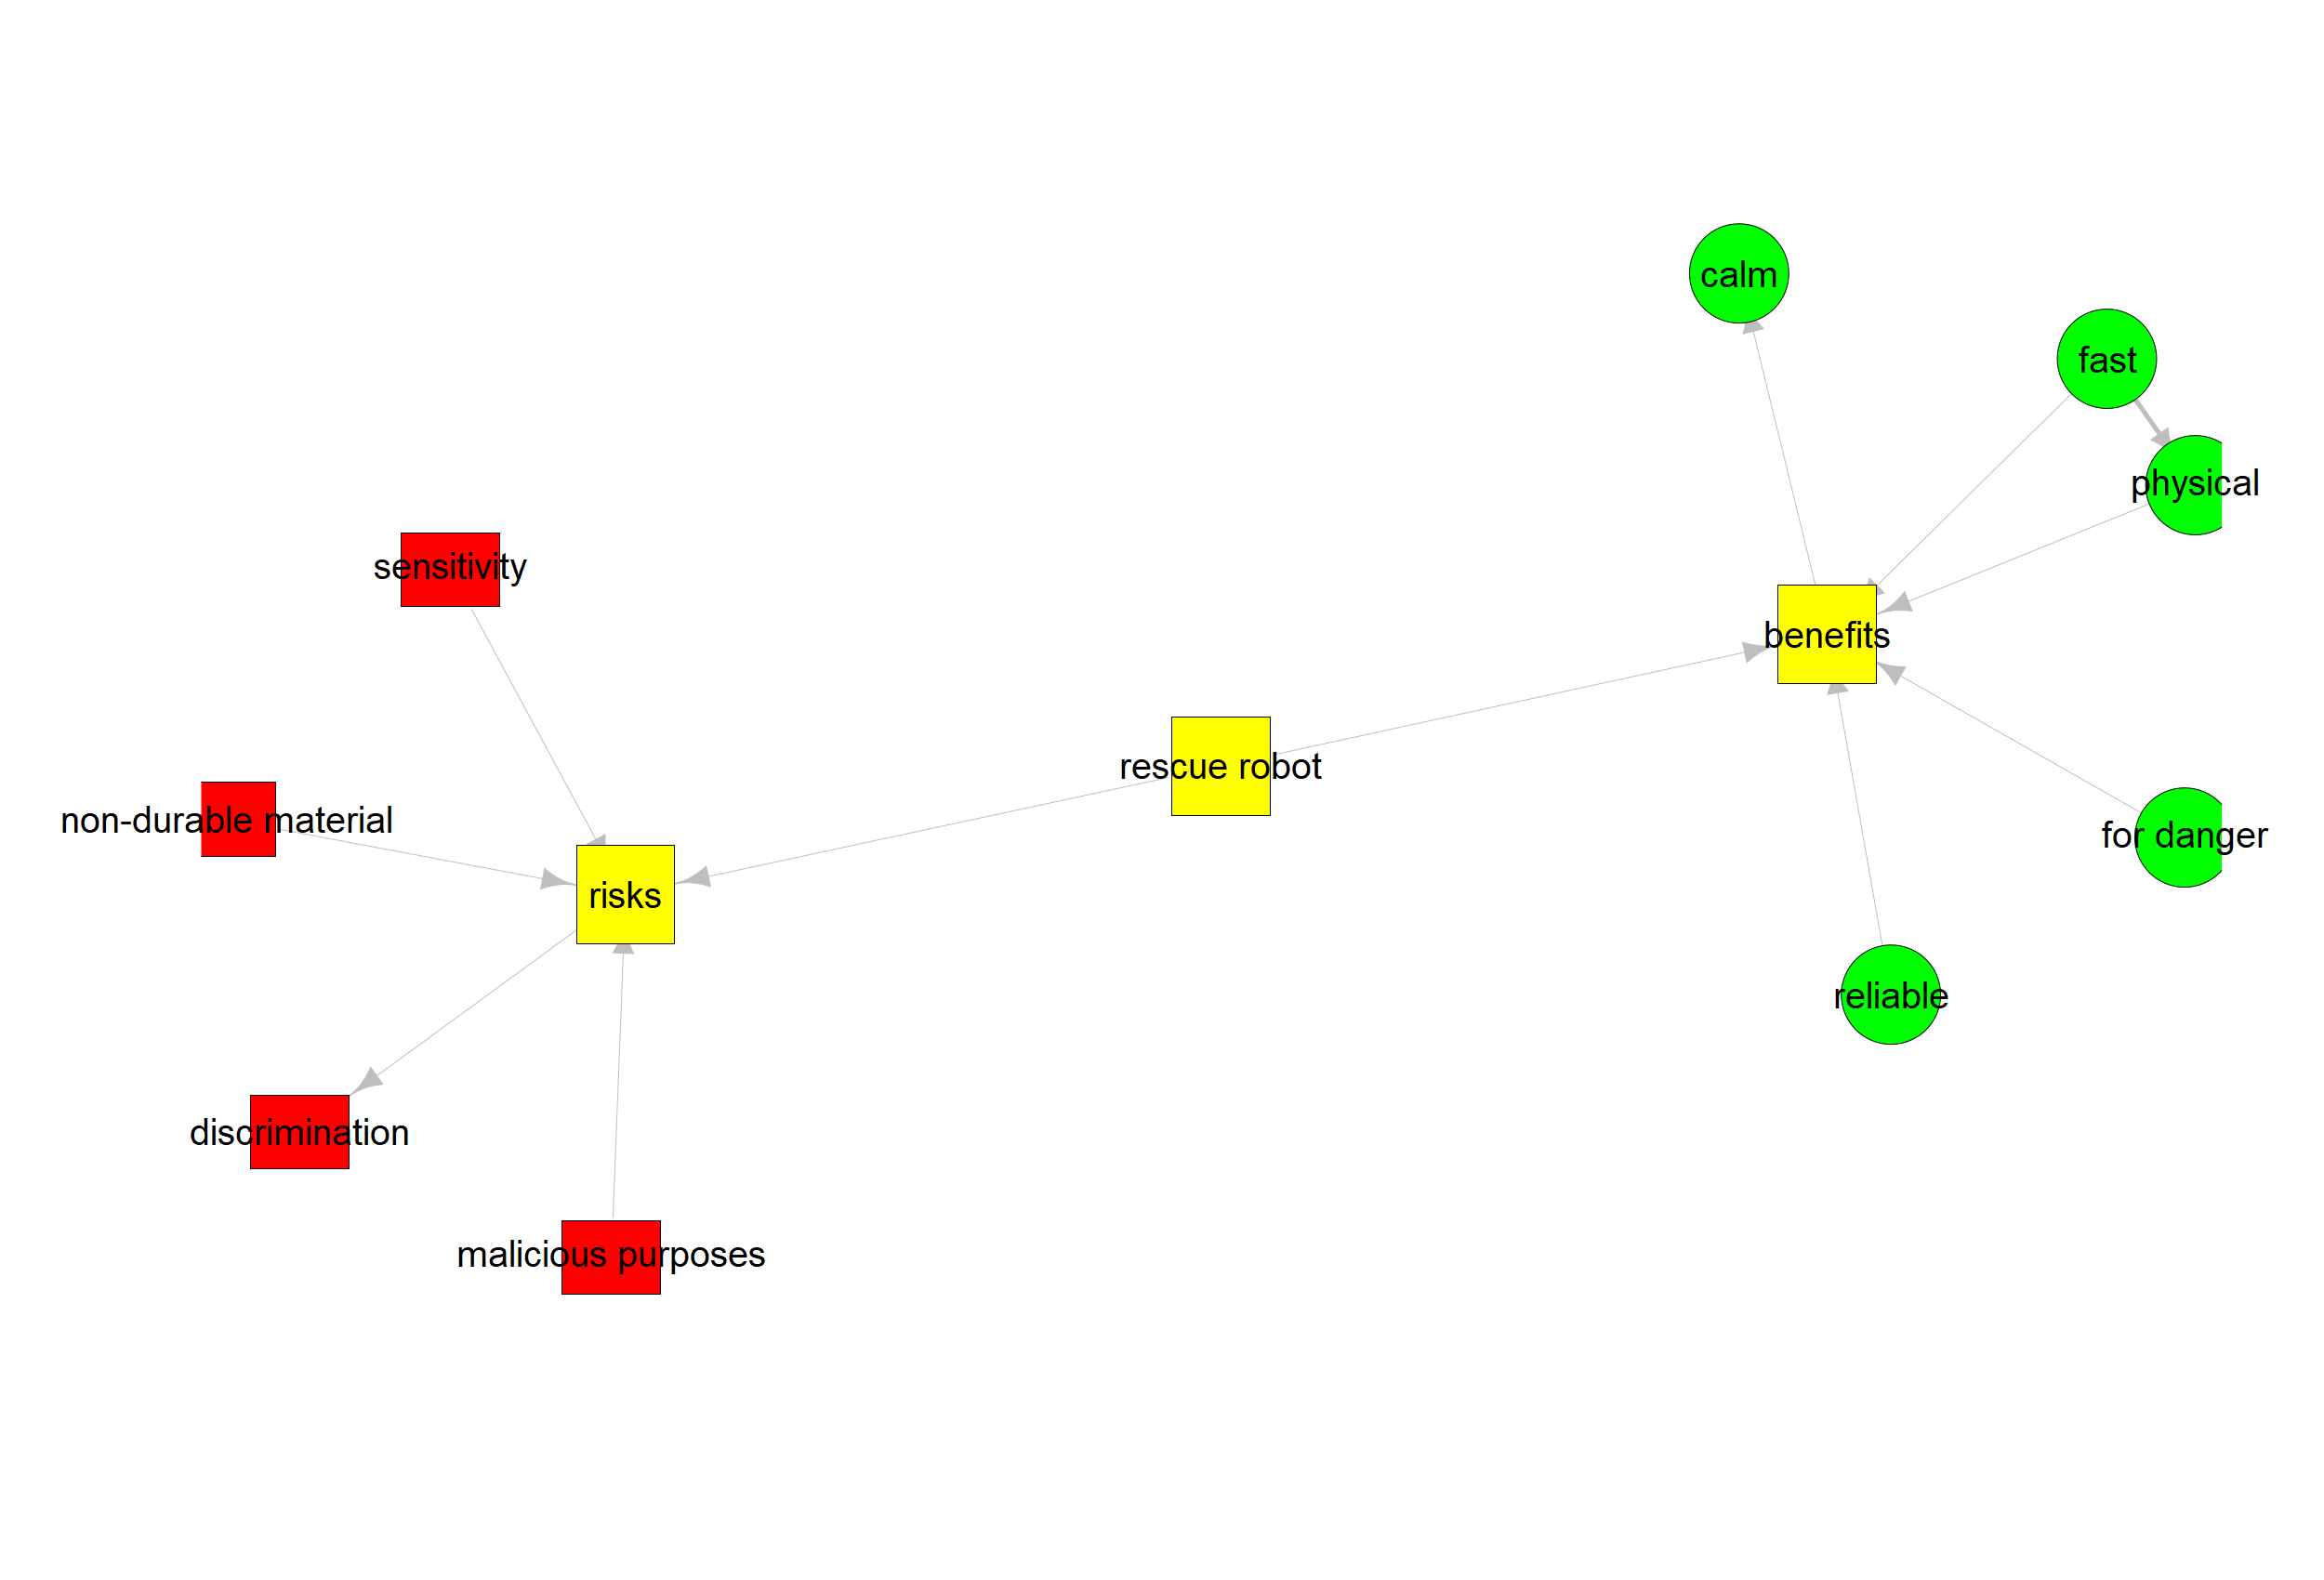 calm
fast
physical
sensitivity
benefits
rescue robot
non-durable material
for danger
risks
reliable
discrimination
malicious purposes